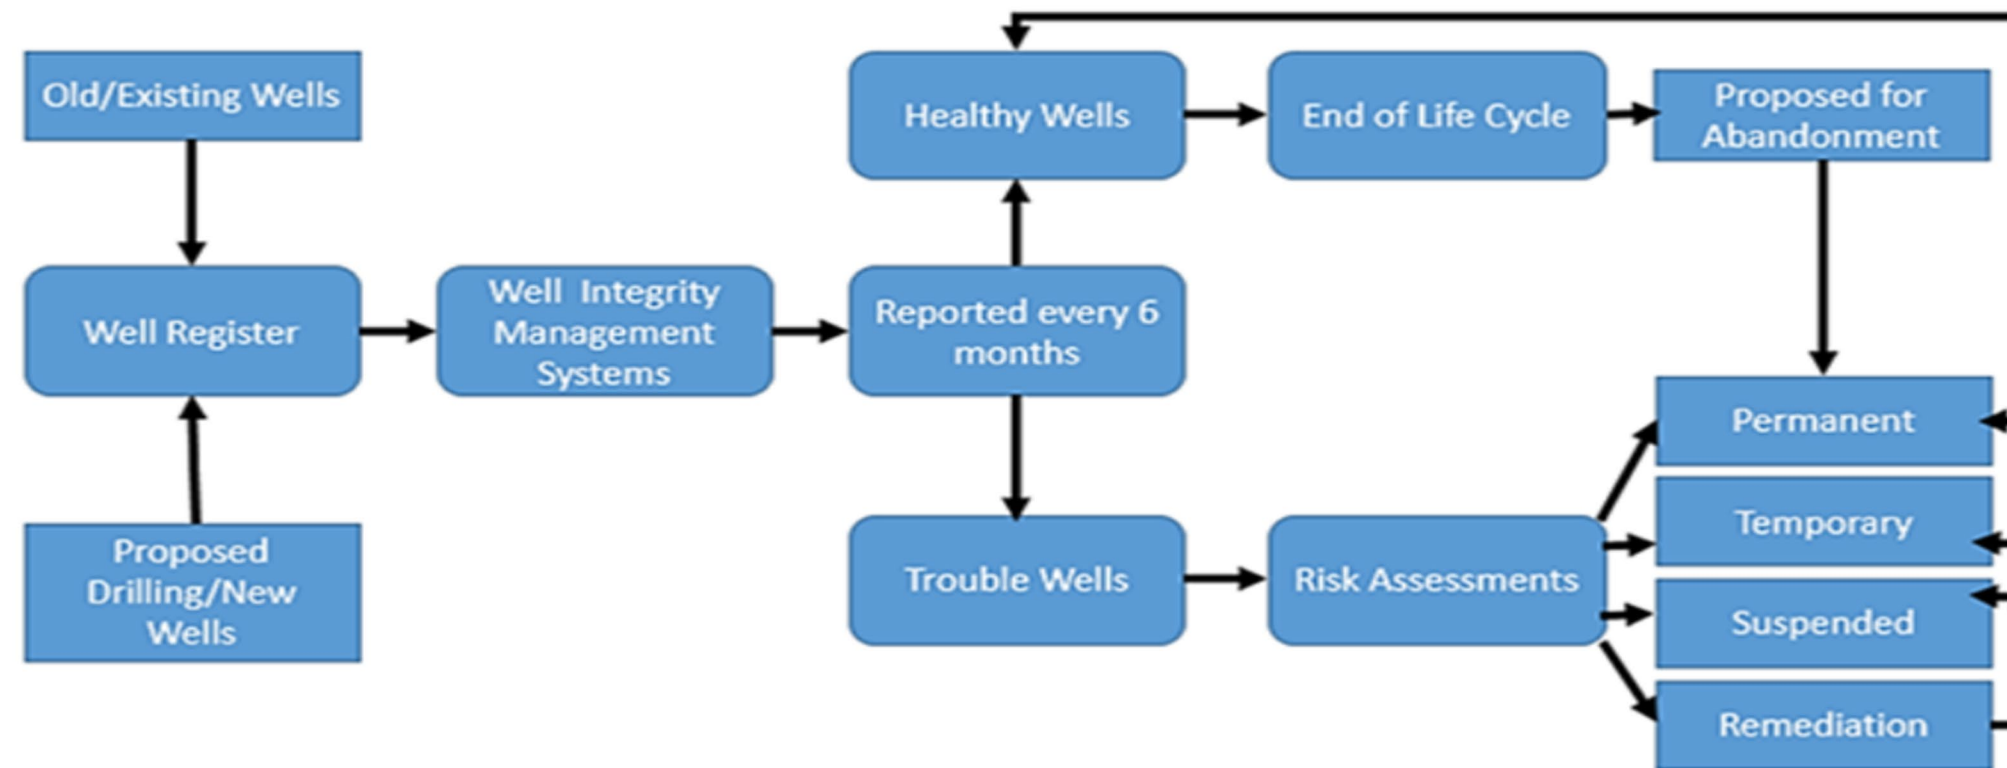 Old/Existing Wells
Well Register
Proposed
Drilling/New
Wells
Well Integrity
Management
Systems
Reported every 6
months
Healthy Wells
End of Life Cycle
Proposed for
Abandonment
Trouble Wells
Risk Assessments
Permanent
Temporary
Suspended
Remediation